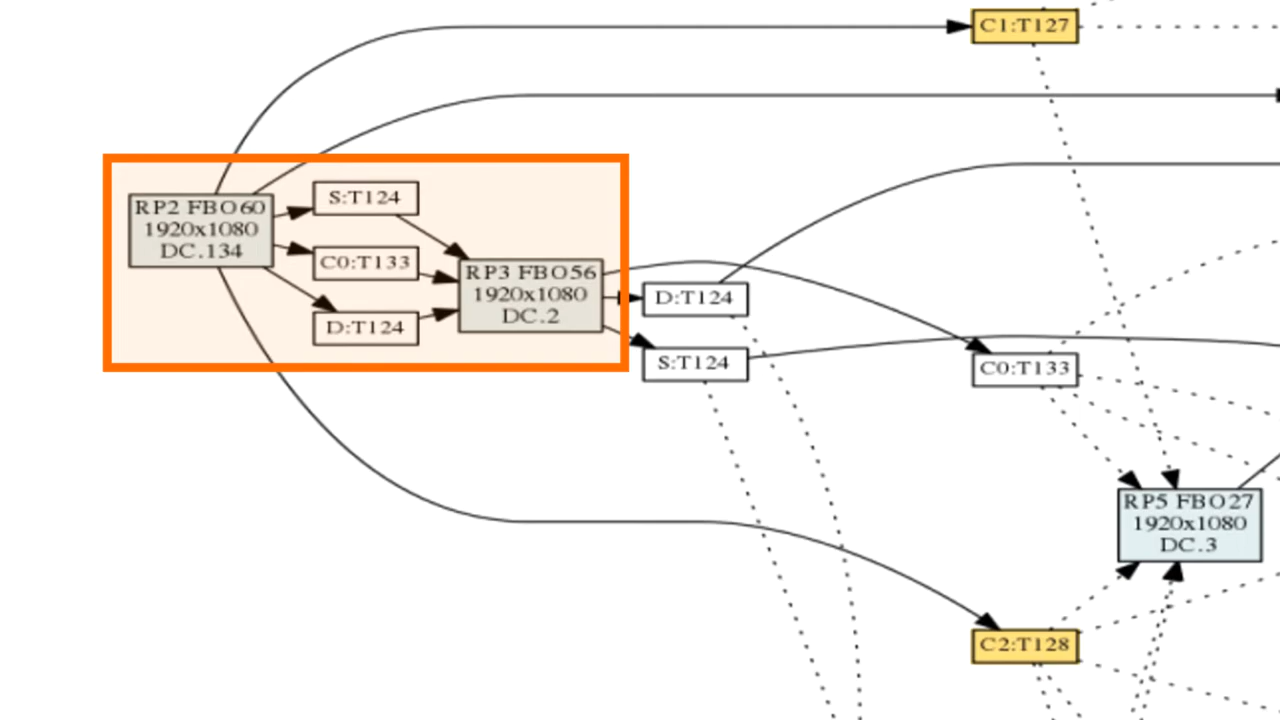 C1:T127
S:T124
RP2 FBO60
1920x1080
DC.134
C0:T133
RP3 FBO56
1920x1080
DC.2
D:T124
D:T124
S:T124
C0:T133
RP5 FBO27
1920x1080
DC.3
C2:T128